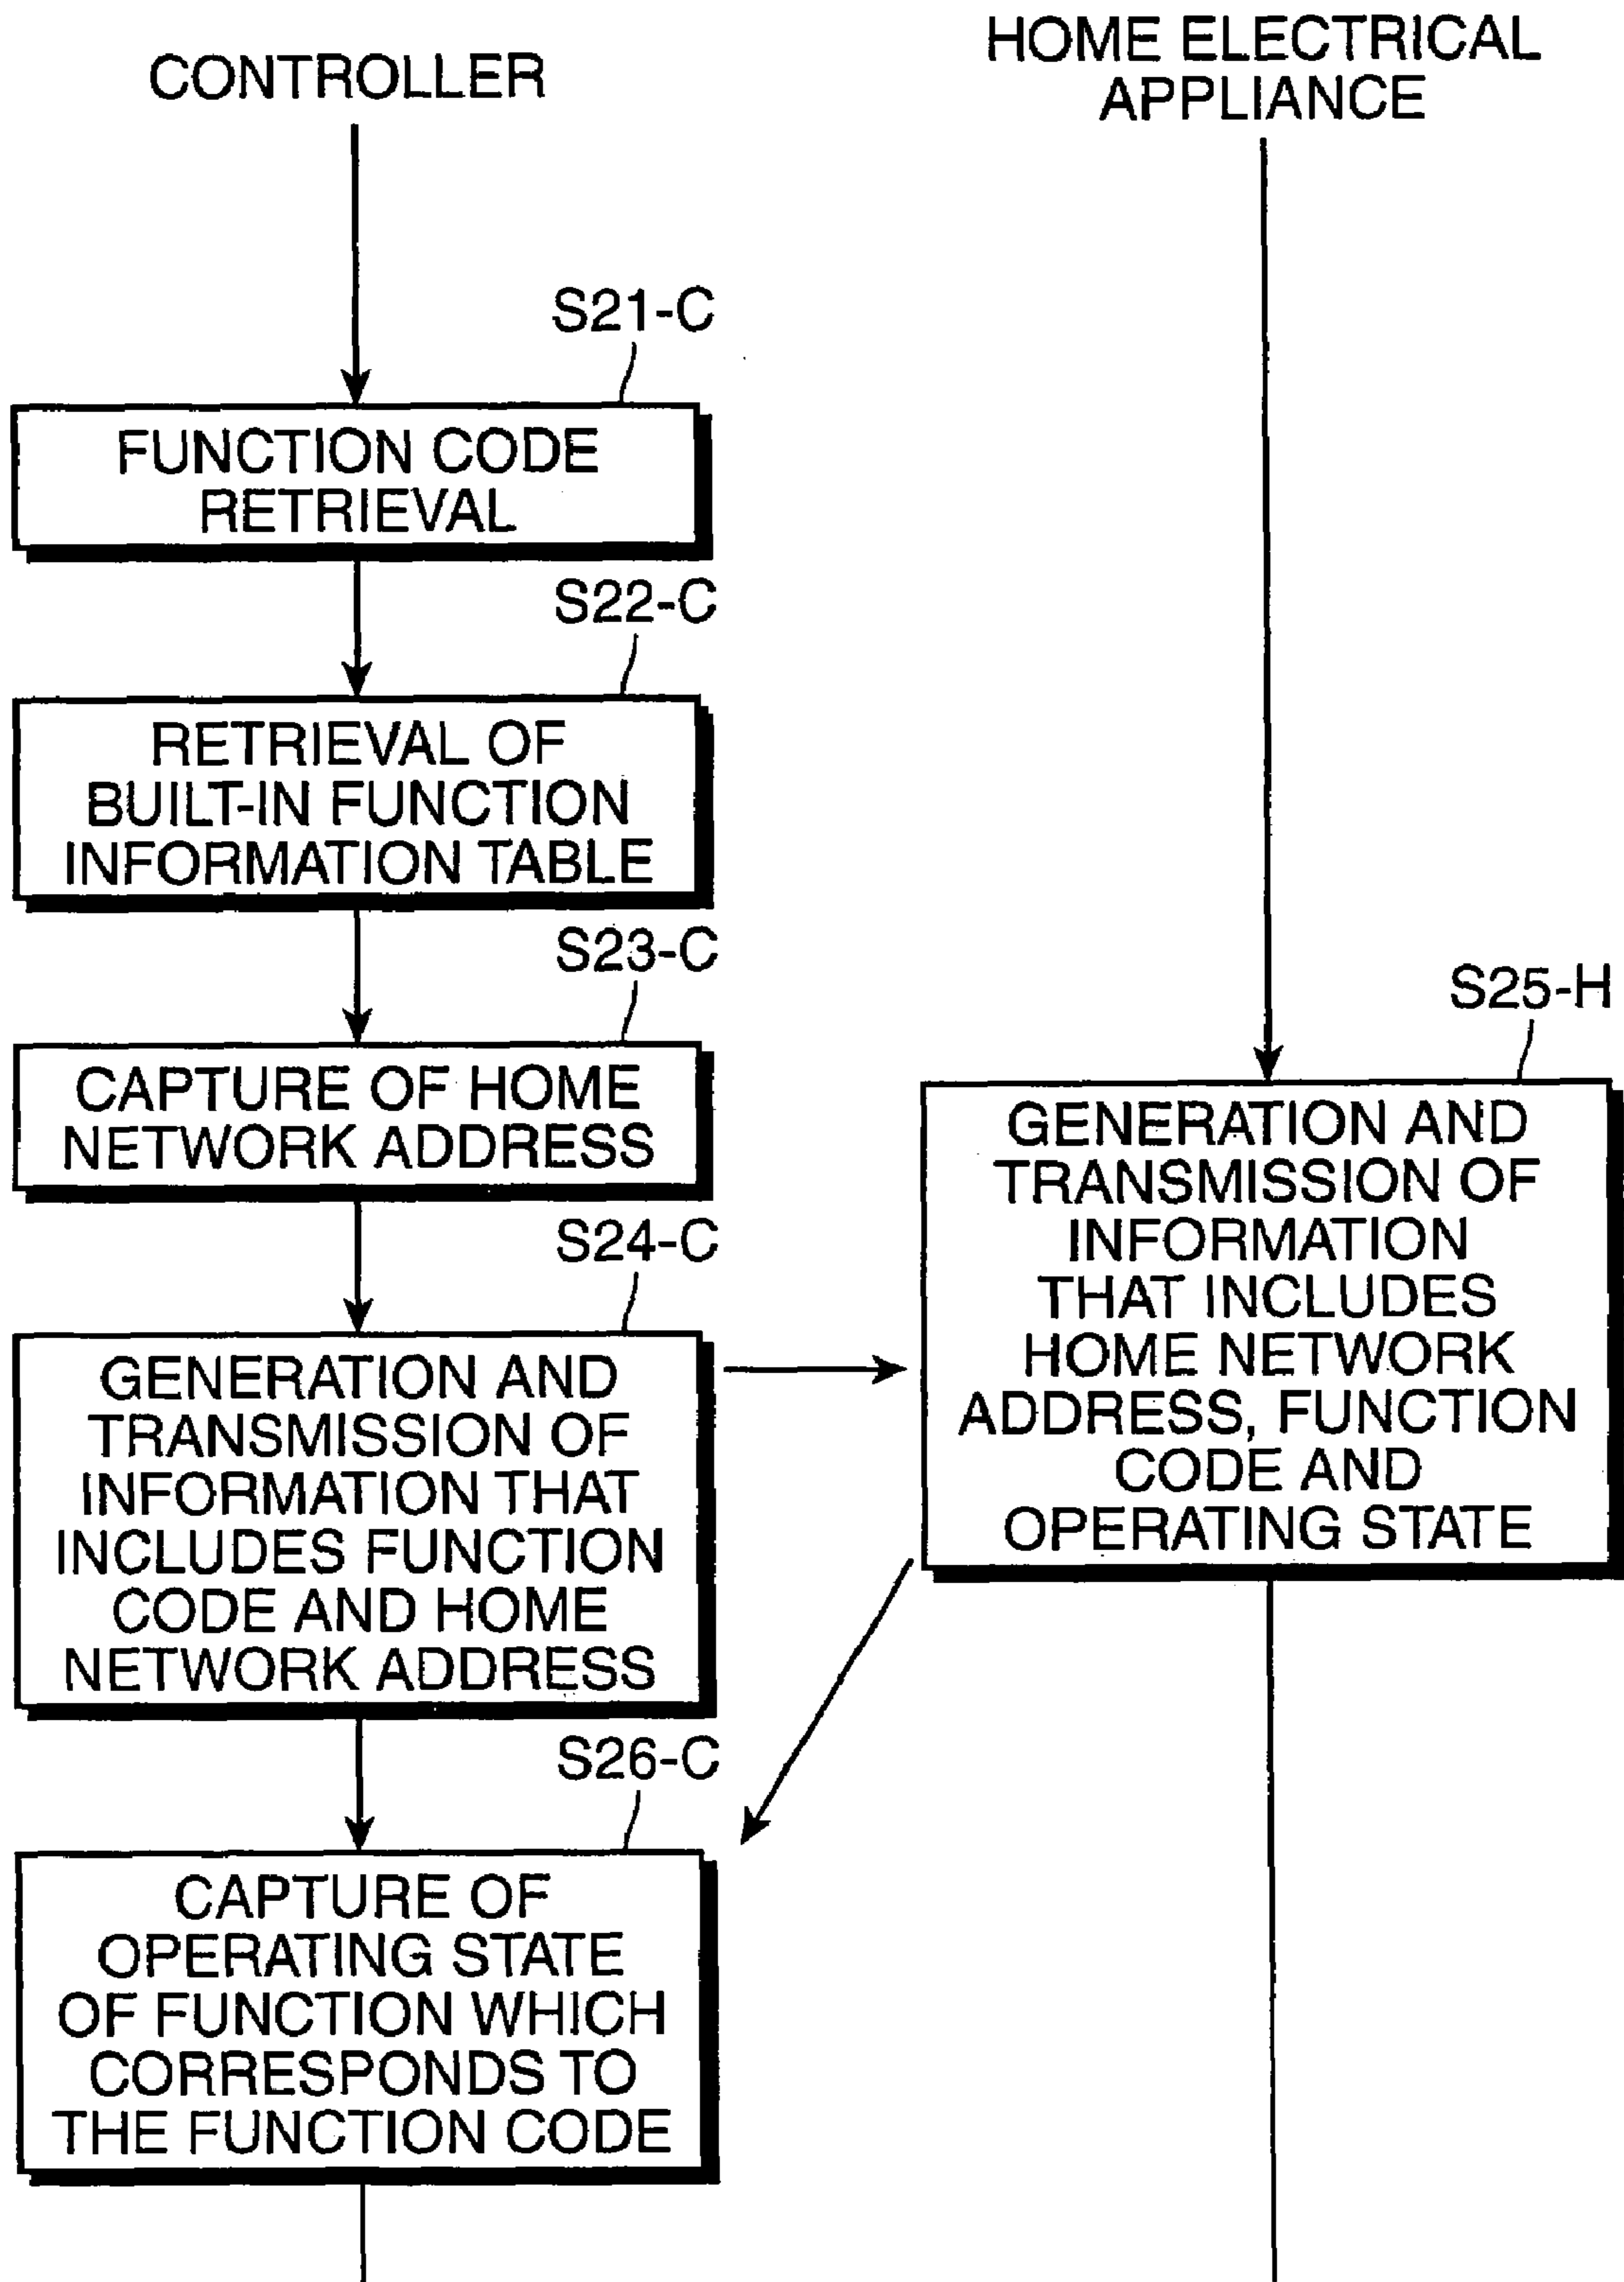 CONTROLLER
HOME ELECTRICAL
APPLIANCE
S21-C
FUNCTION CODE
RETRIEVAL
S22-C
RETRIEVAL OF
BUILT-IN FUNCTION
INFORMATION TABLE
S23-C
CAPTURE OF HOME
NETWORK ADDRESS
S24-C
GENERATION AND
TRANSMISSION OF
INFORMATION THAT
INCLUDES FUNCTION
CODE AND HOME
NETWORK ADDRESS
S25-H
GENERATION AND
TRANSMISSION OF
INFORMATION
THAT INCLUDES
HOME NETWORK
ADDRESS, FUNCTION
CODE AND
OPERATING STATE
S26-C
CAPTURE OF
OPERATING STATE
OF FUNCTION WHICH
CORRESPONDS TO
THE FUNCTION CODE